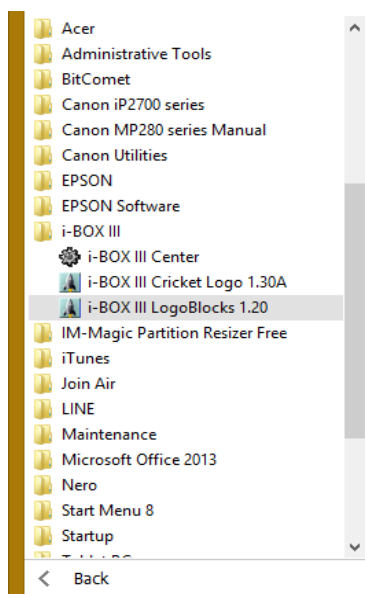 Acer
Administrative Tools
BitComet
Canon iP2700 series
Canon MP280 series Manual
Canon Utilities
EPSON
EPSON Software
i-BOX III
i-BOX III Center
i-BOX III Cricket Logo 1.30A
i-BOX III LogoBlocks 1.20
IM-Magic Partition Resizer Free
iTunes
Join Air
LINE
Maintenance
Microsoft Office 2013
Nero
Start Menu 8
Startup
Tablet PC
Back